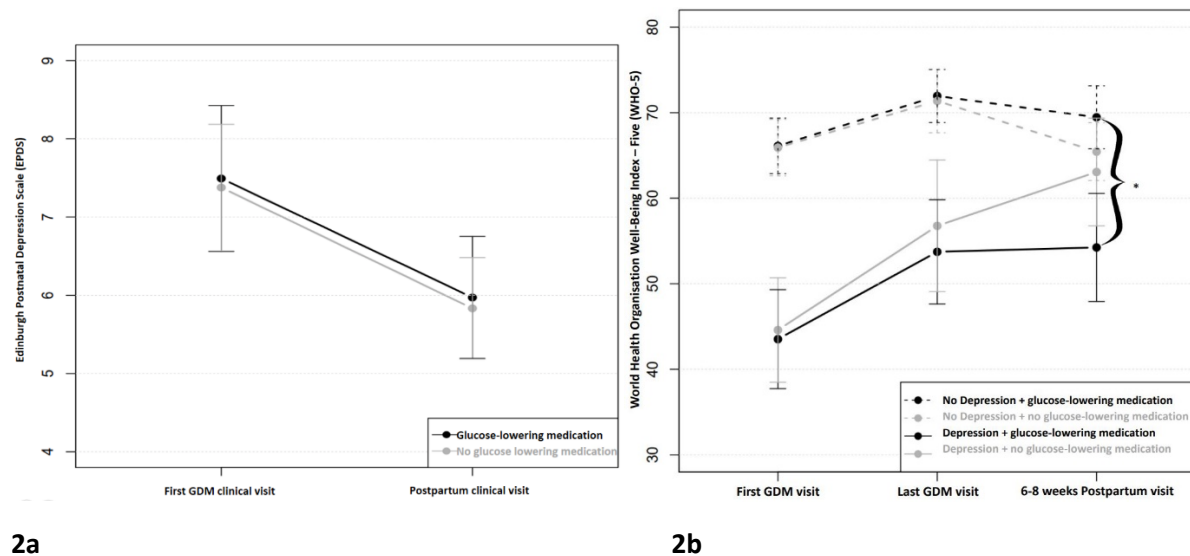 Edinburgh Postnatal Depression Scale (EPDS)
9
8
7
6
5
4
Glucose-lowering medication
No glucose lowering medication
First GDM clinical visit
Postpartum clinical visit
2a
World Health Organisation Well-Being Index – Five (WHO-5)
80
70
60
50
40
30
*
No Depression + glucose-lowering medication
No Depression + no glucose-lowering medication
Depression + glucose-lowering medication
Depression + no glucose-lowering medication
First GDM visit
Last GDM visit
6-8 weeks Postpartum visit
2b